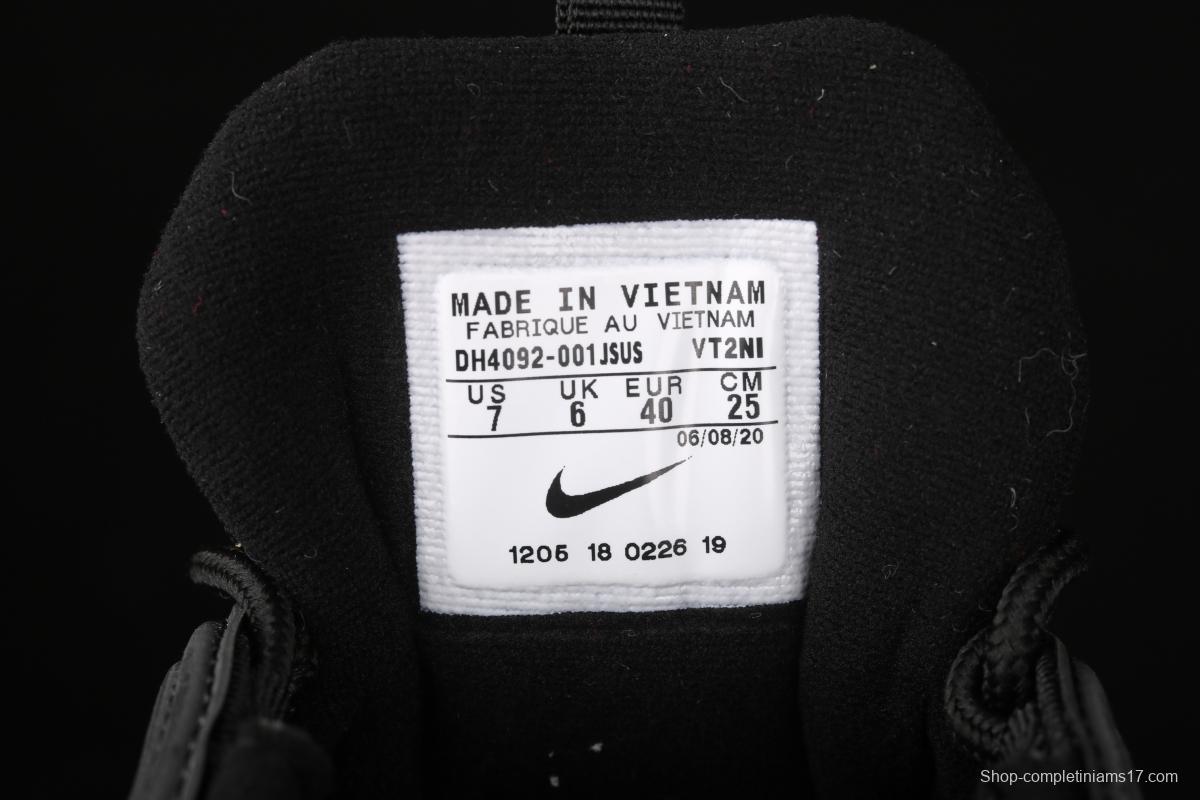 MADE IN VIETNAM
FABRIQUE AU VIETNAM
DH4092-001JSUS VT2NI
US UK EUR CM
7 6 40 25
06/08/20
1205 18 0226 19
Shop-completiniams17.com